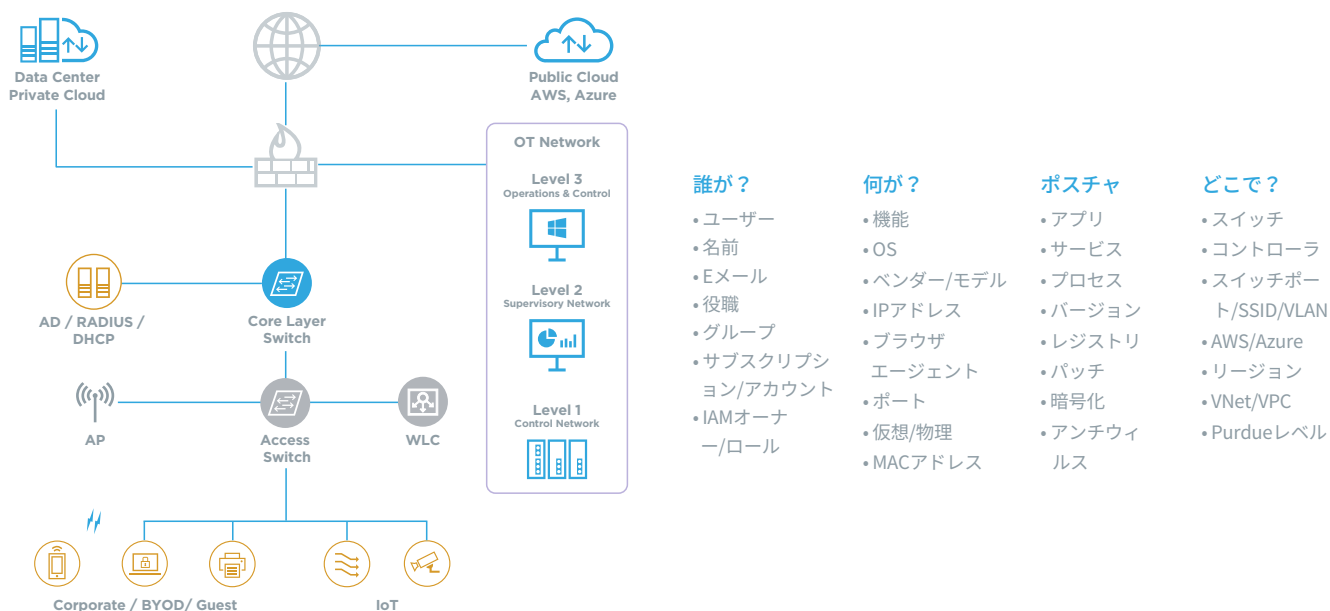 Data Center
Private Cloud
Public Cloud
AWS, Azure
OT Network
Level 3
Operations & Control
Level 2
Supervisory Network
Level 1
Control Network
AD / RADIUS /
DHCP
Core Layer
Switch
AP
Access
Switch
WLC
Corporate / BYOD/ Guest
IoT
誰が？
• ユーザー
• 名前
• Eメール
• 役職
• グループ
• サブスクリプシ
ョン/アカウント
• IAMオーナ
ー/ロール
何が？
• 機能
• OS
• ベンダー/モデル
• IPアドレス
• ブラウザ
エージェント
• ポート
• 仮想/物理
• MACアドレス
ポスチャ
• アプリ
• サービス
• プロセス
• バージョン
• レジストリ
• パッチ
• 暗号化
• アンチウィ
ルス
どこで？
• スイッチ
• コントローラ
• スイッチポー
ト/SSID/VLAN
• AWS/Azure
• リージョン
• VNet/VPC
• Purdueレベル